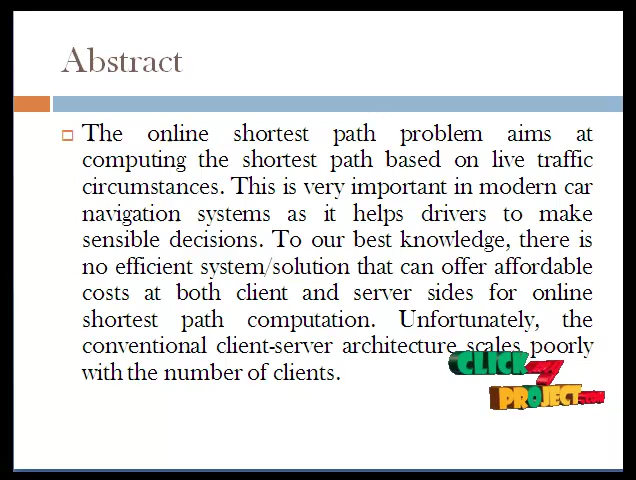 Abstract
The online shortest path problem aims at
computing the shortest path based on live traffic
circumstances. This is very important in modern car
navigation systems as it helps drivers to make
sensible decisions. To our best knowledge, there is
no efficient system/solution that can offer affordable
costs at both client and server sides for online
shortest path computation. Unfortunately, the
conventional client-server architecture scales poorly
with the number of clients.
CLICK
PROJECT